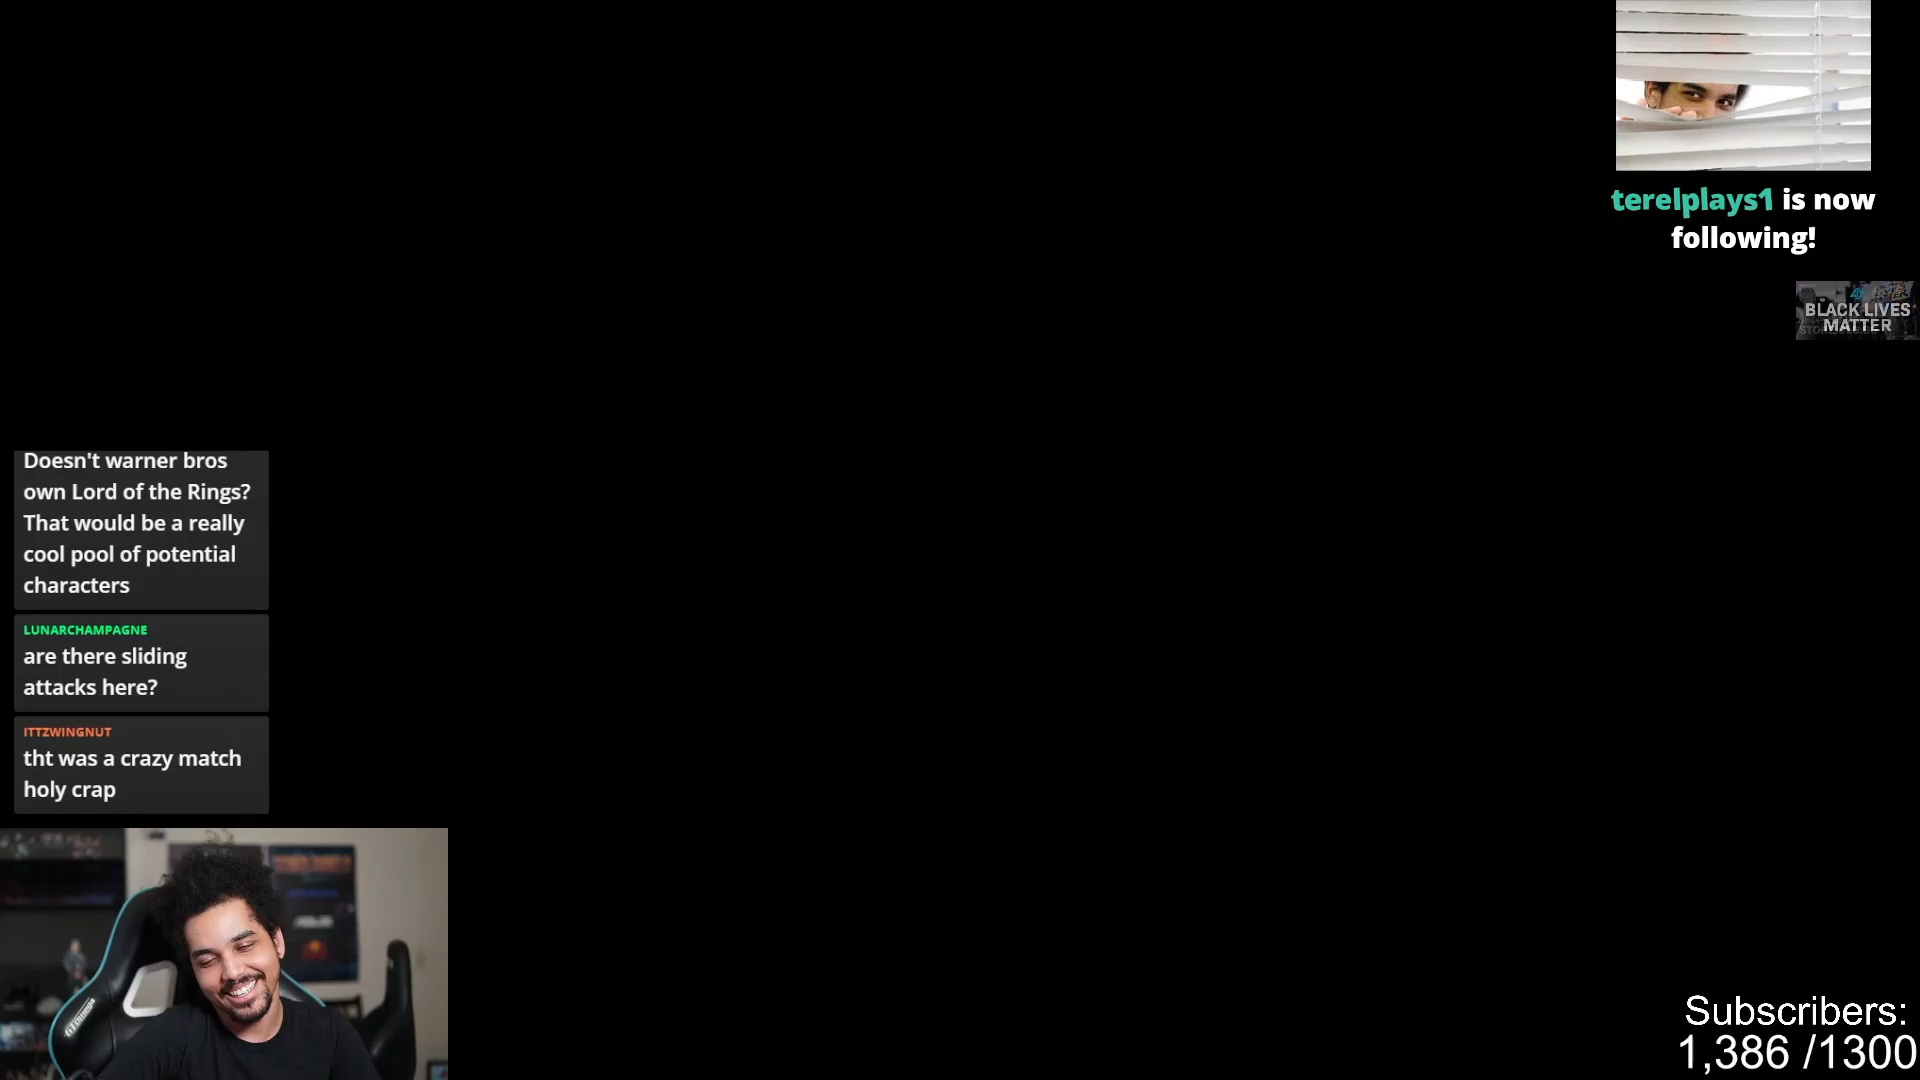 terelplays1 is now
following!
BLACK LIVES
MATTER
Doesn't warner bros
own Lord of the Rings?
That would be a really
cool pool of potential
characters
LUNARCHAMPAGNE
are there sliding
attacks here?
ITTZWINGNUT
tht was a crazy match
holy crap
Subscribers:
1,386 /1300